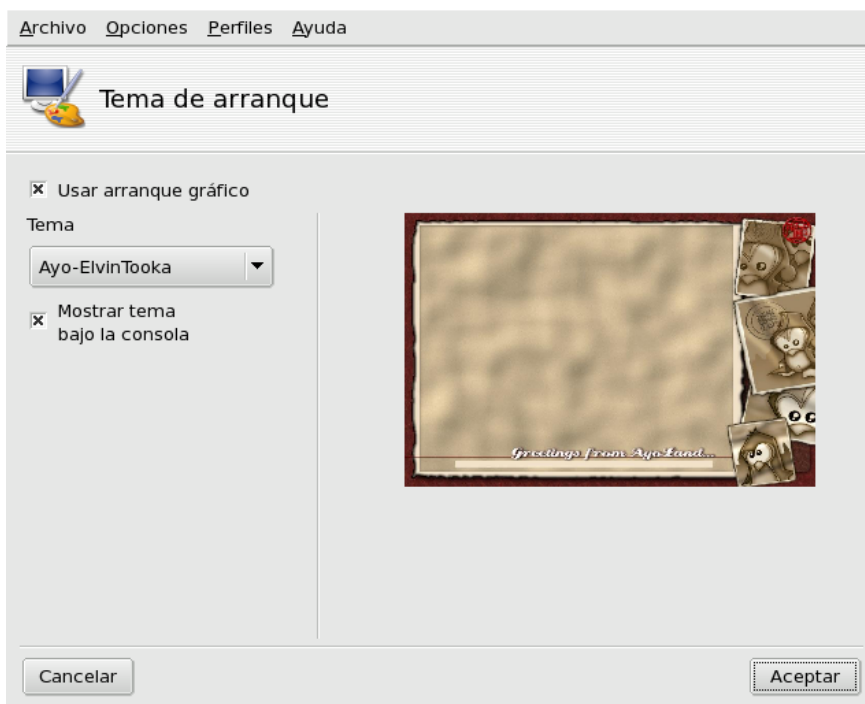 Archivo Opciones Perfiles Ayuda
Tema de arranque
Usar arranque gráfico
Tema
Ayo-ElvinTooka
Mostrar tema
bajo la consola
Greetings from AyoLand...
Cancelar
Aceptar